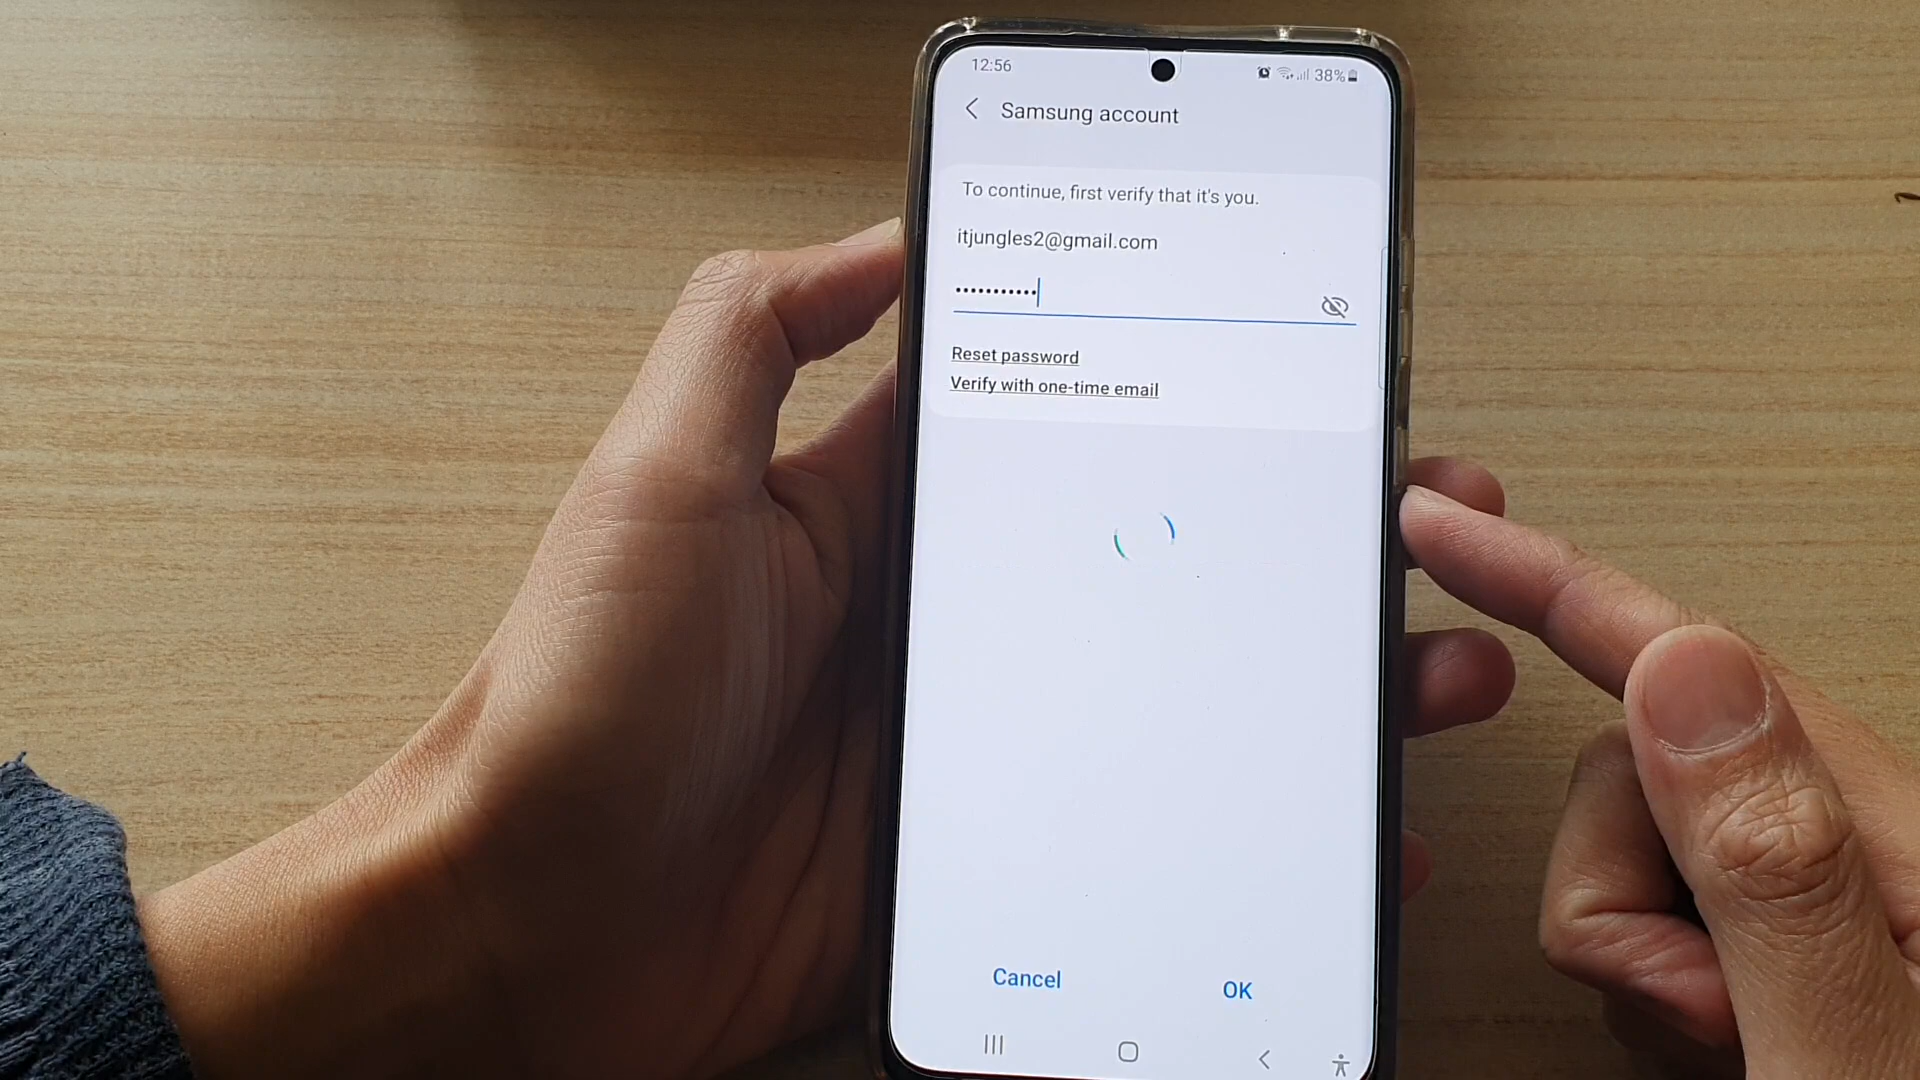 12:56
38%
Samsung account
To continue, first verify that it's you.
itjungles2@gmail.com
•••••••••••
Reset password
Verify with one-time email
Cancel
OK